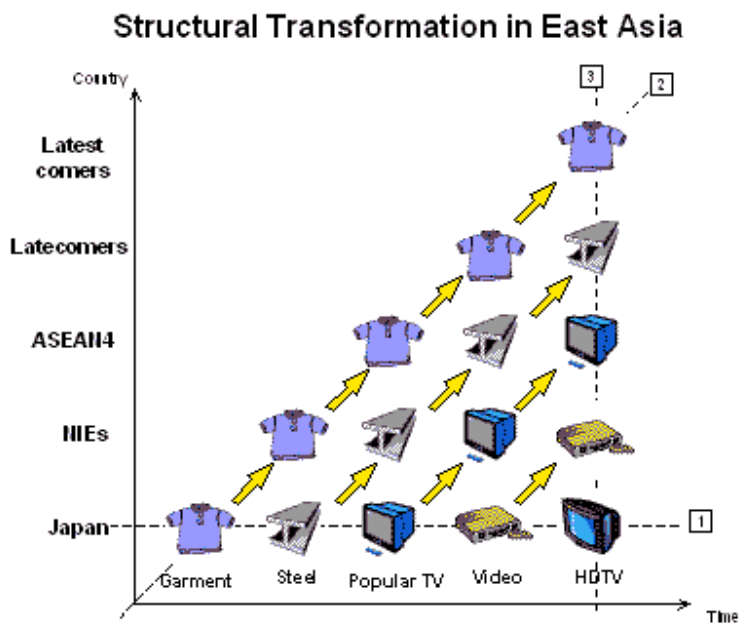 Structural Transformation in East Asia
Country
3
2
Latest
comers
Latecomers
ASEAN4
NIEs
Japan
1
Garment
Steel
Popular TV
Video
HDTV
Time